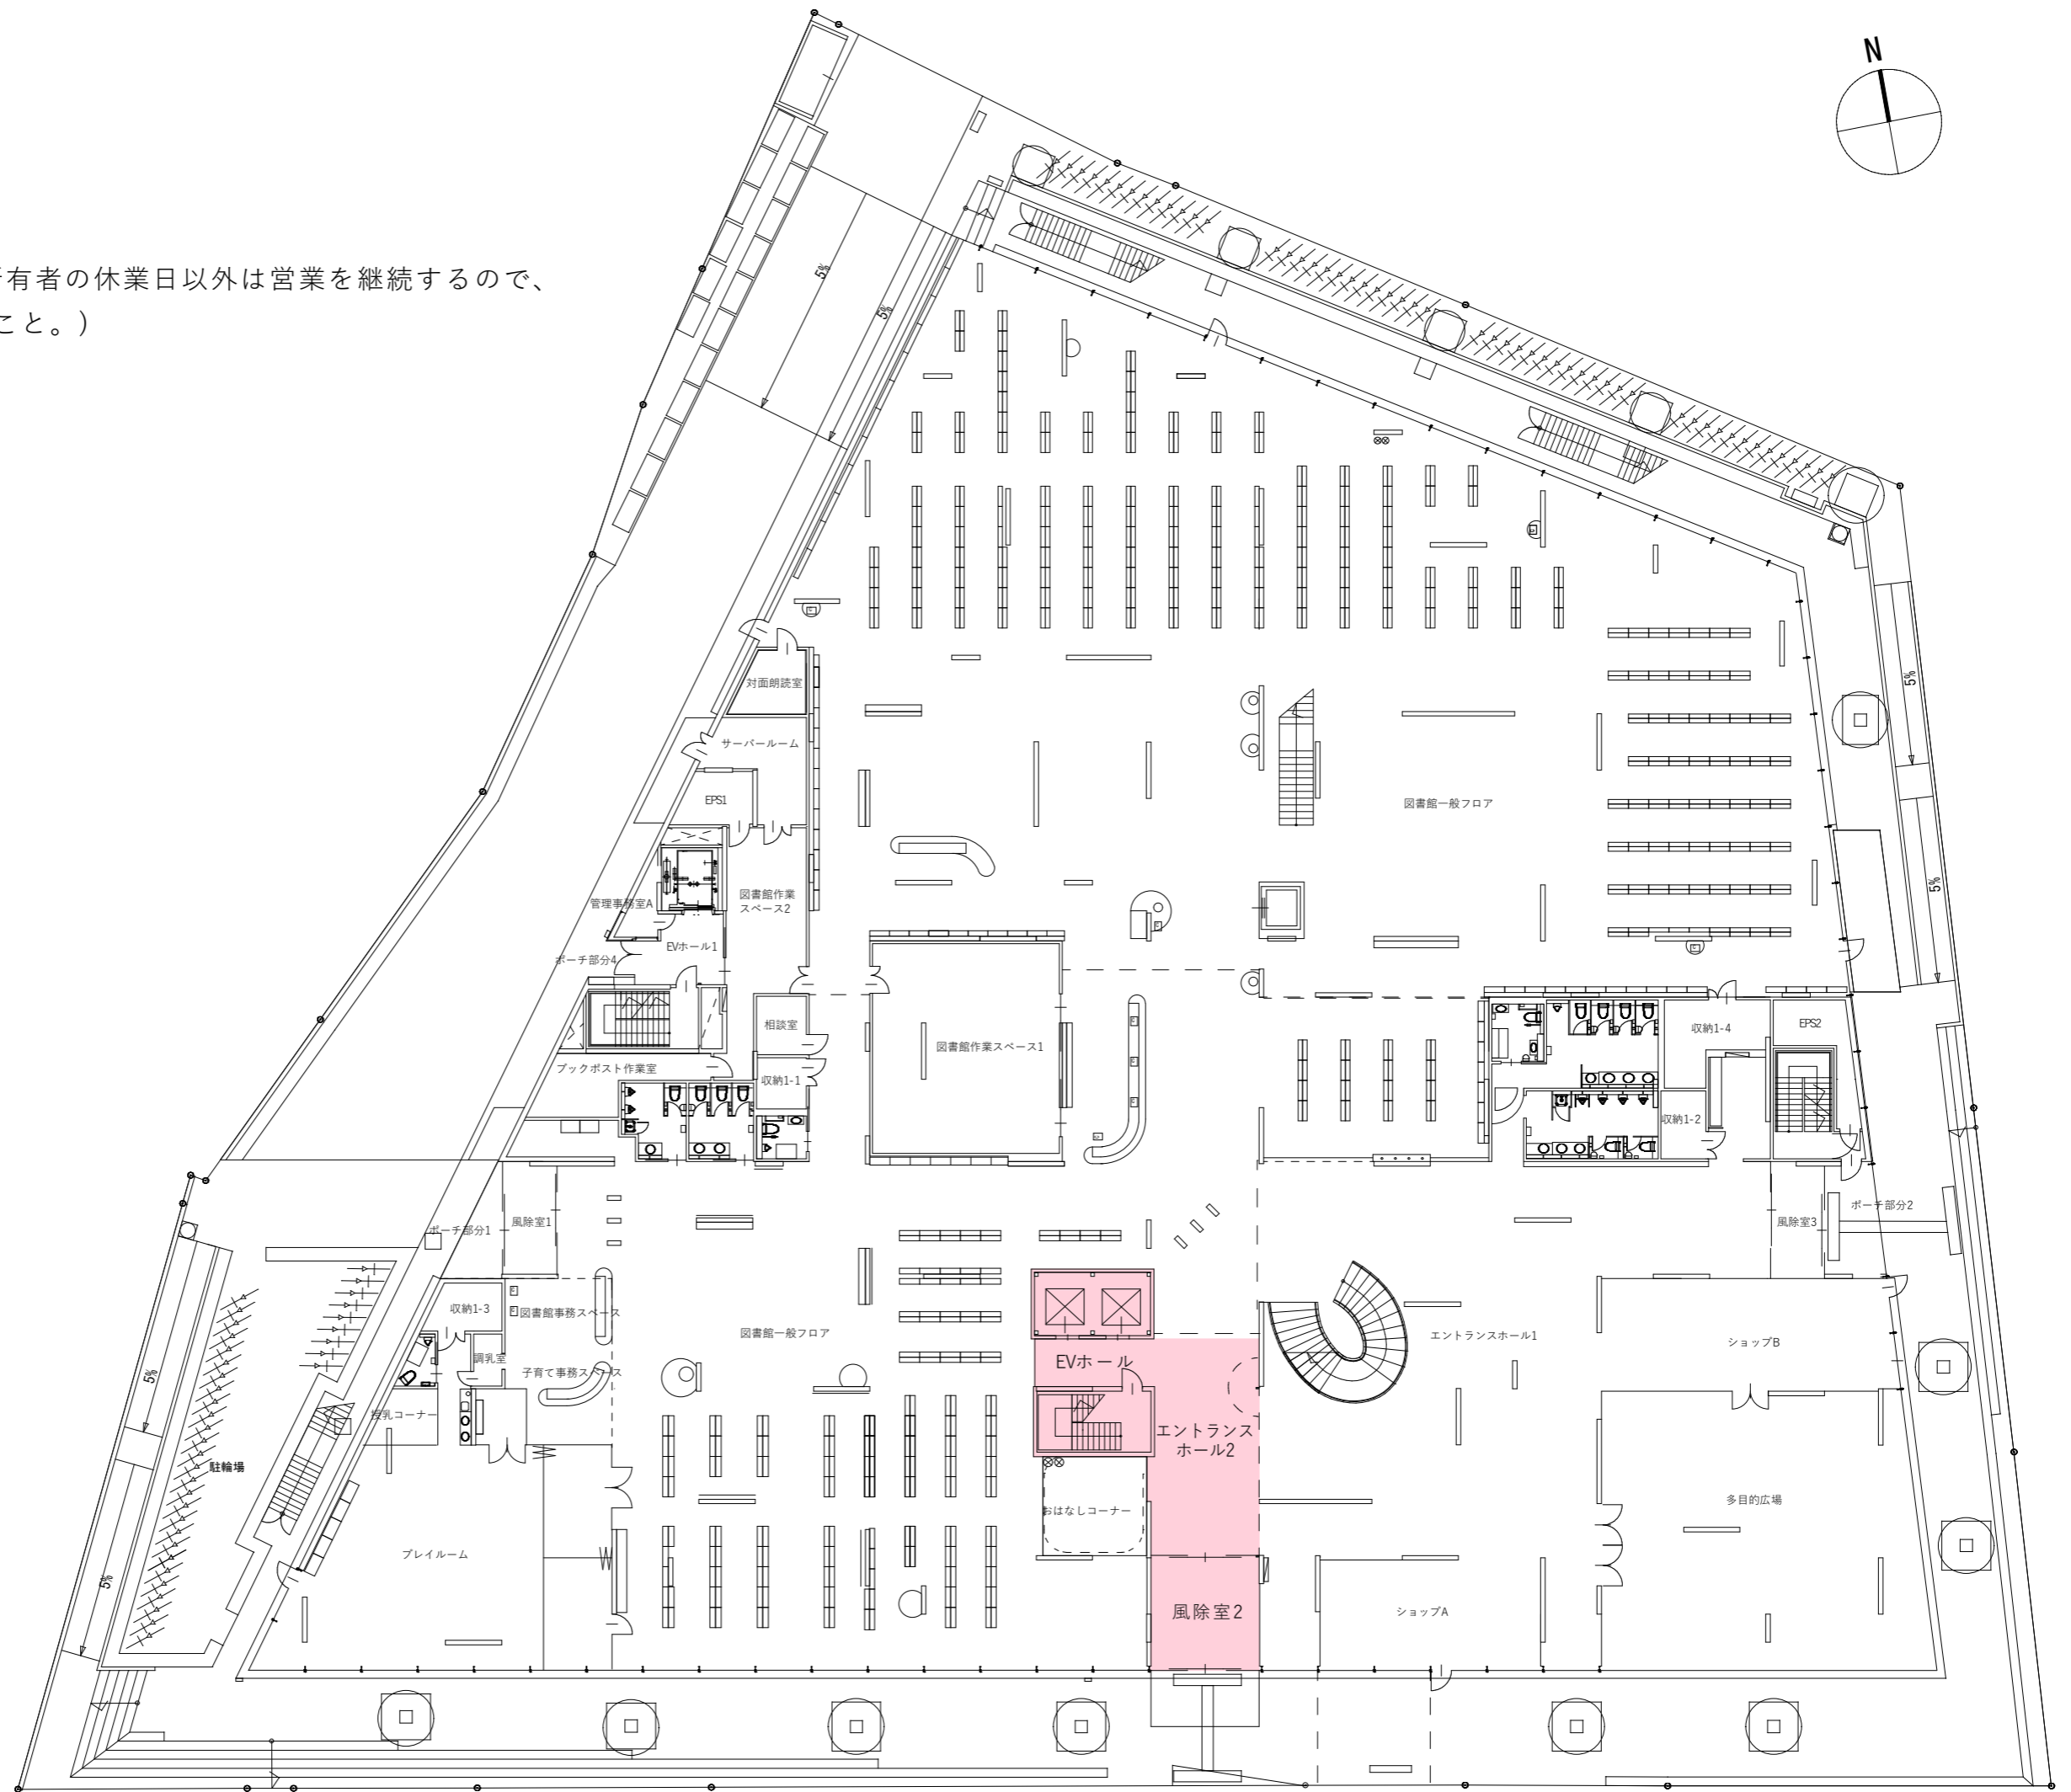 N
有者の休業日以外は営業を継続するので、
こと。)
5%
5%
対面朗読室
5%
サーバールーム
EPS1
図書館一般フロア
5%
図書館作業
スペース2
管理事務室A
EVホール1
ポーチ部分4
相談室
収納1-4
EPS2
図書館作業スペース1
ブックポスト作業室
収納1-1
収納1-2
ポーチ部分1
風除室1
風除室3
ポーチ部分2
収納1-3
図書館事務スペース
図書館一般フロア
エントランスホール1
ショップB
調乳室
EVホール
子育て事務スペース
5%
授乳コーナー
エントランス
ホール2
駐輪場
おはなしコーナー
多目的広場
プレイルーム
5%
風除室2
ショップA